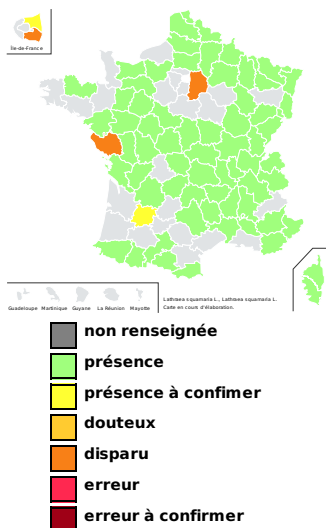 Île-de-France
Guadeloupe Martinique Guyane La Réunion Mayotte
Lathraea squamaria L., Lathraea squamaria L.
Carte en cours d'élaboration.
non renseignée
présence
présence à confimer
douteux
disparu
erreur
erreur à confirmer